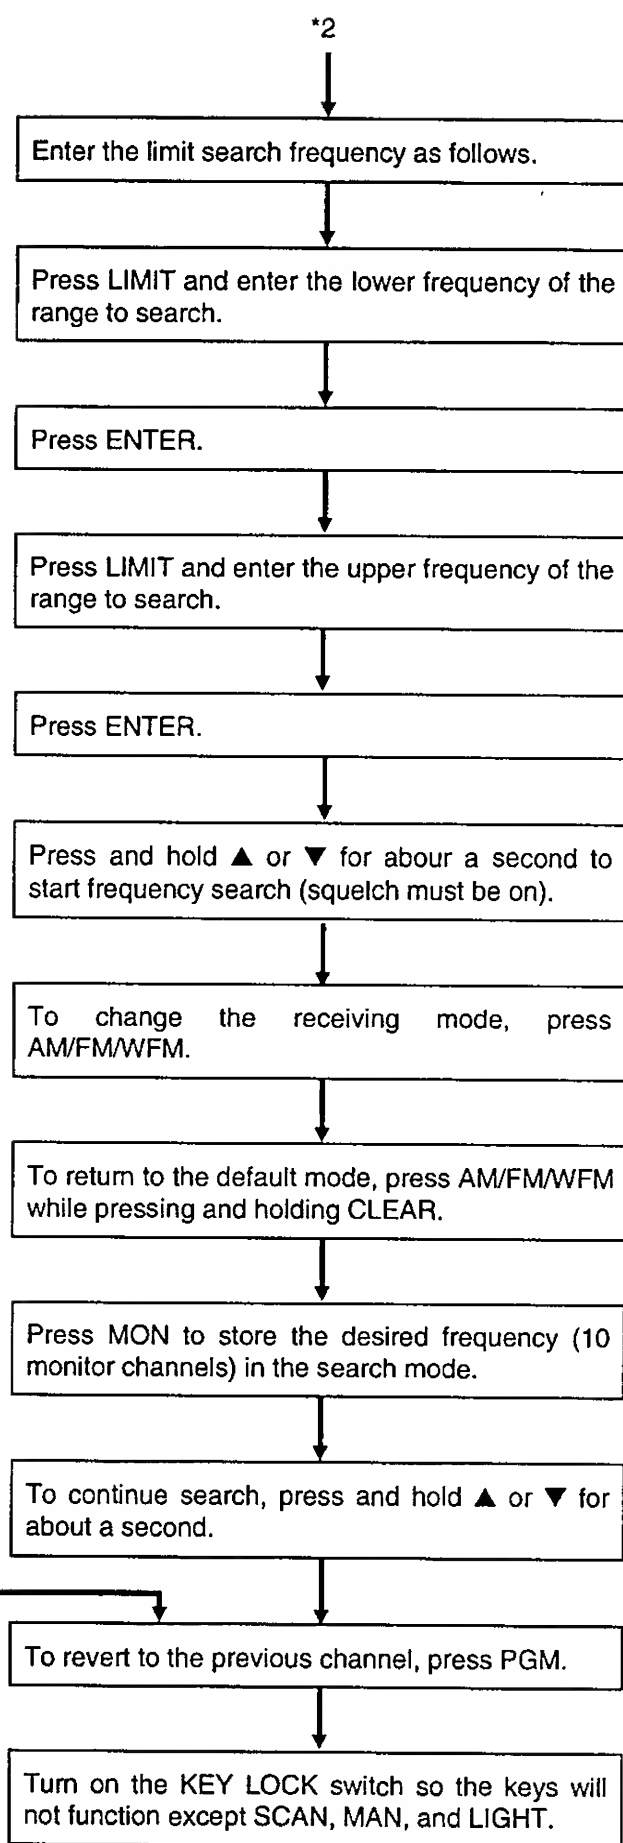 *2
Enter the limit search frequency as follows.
Press LIMIT and enter the lower frequency of the
range to search.
Press ENTER.
Press LIMIT and enter the upper frequency of the
range to search.
Press ENTER.
Press and hold ▲ or ▼ for abour a second to
start frequency search (squelch must be on).
To change the receiving mode, press
AM/FM/WFM.
To return to the default mode, press AM/FM/WFM
while pressing and holding CLEAR.
Press MON to store the desired frequency (10
monitor channels) in the search mode.
To continue search, press and hold ▲ or ▼ for
about a second.
To revert to the previous channel, press PGM.
Turn on the KEY LOCK switch so the keys will
not function except SCAN, MAN, and LIGHT.